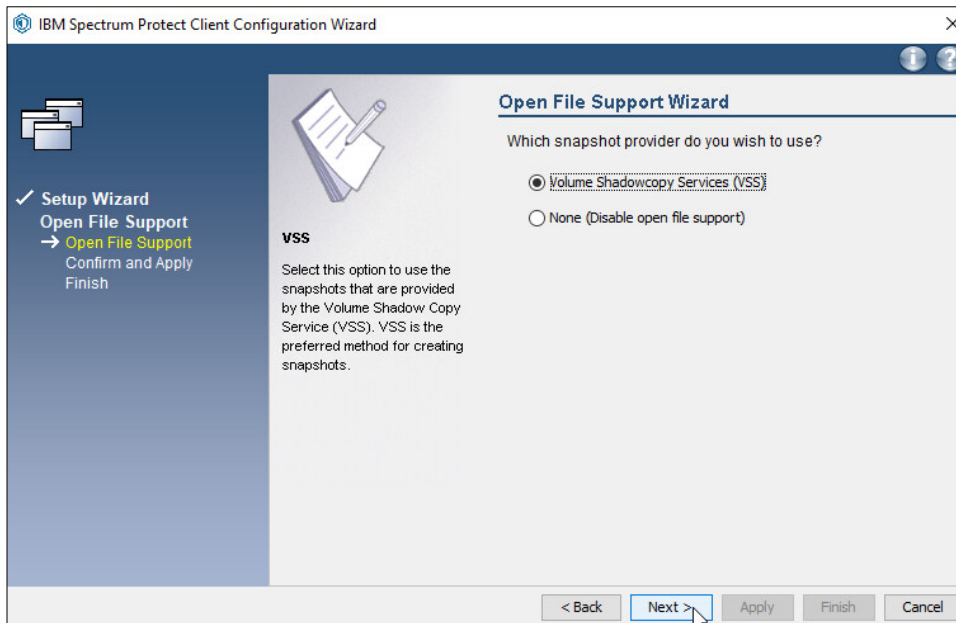 IBM Spectrum Protect Client Configuration Wizard
Setup Wizard
Open File Support
Open File Support
Confirm and Apply
Finish
VSS
Select this option to use the
snapshots that are provided
by the Volume Shadow Copy
Service (VSS). VSS is the
preferred method for creating
snapshots.
Open File Support Wizard
Which snapshot provider do you wish to use?
Volume Shadowcopy Services (VSS)
None (Disable open file support)
< Back
Next >
Apply
Finish
Cancel